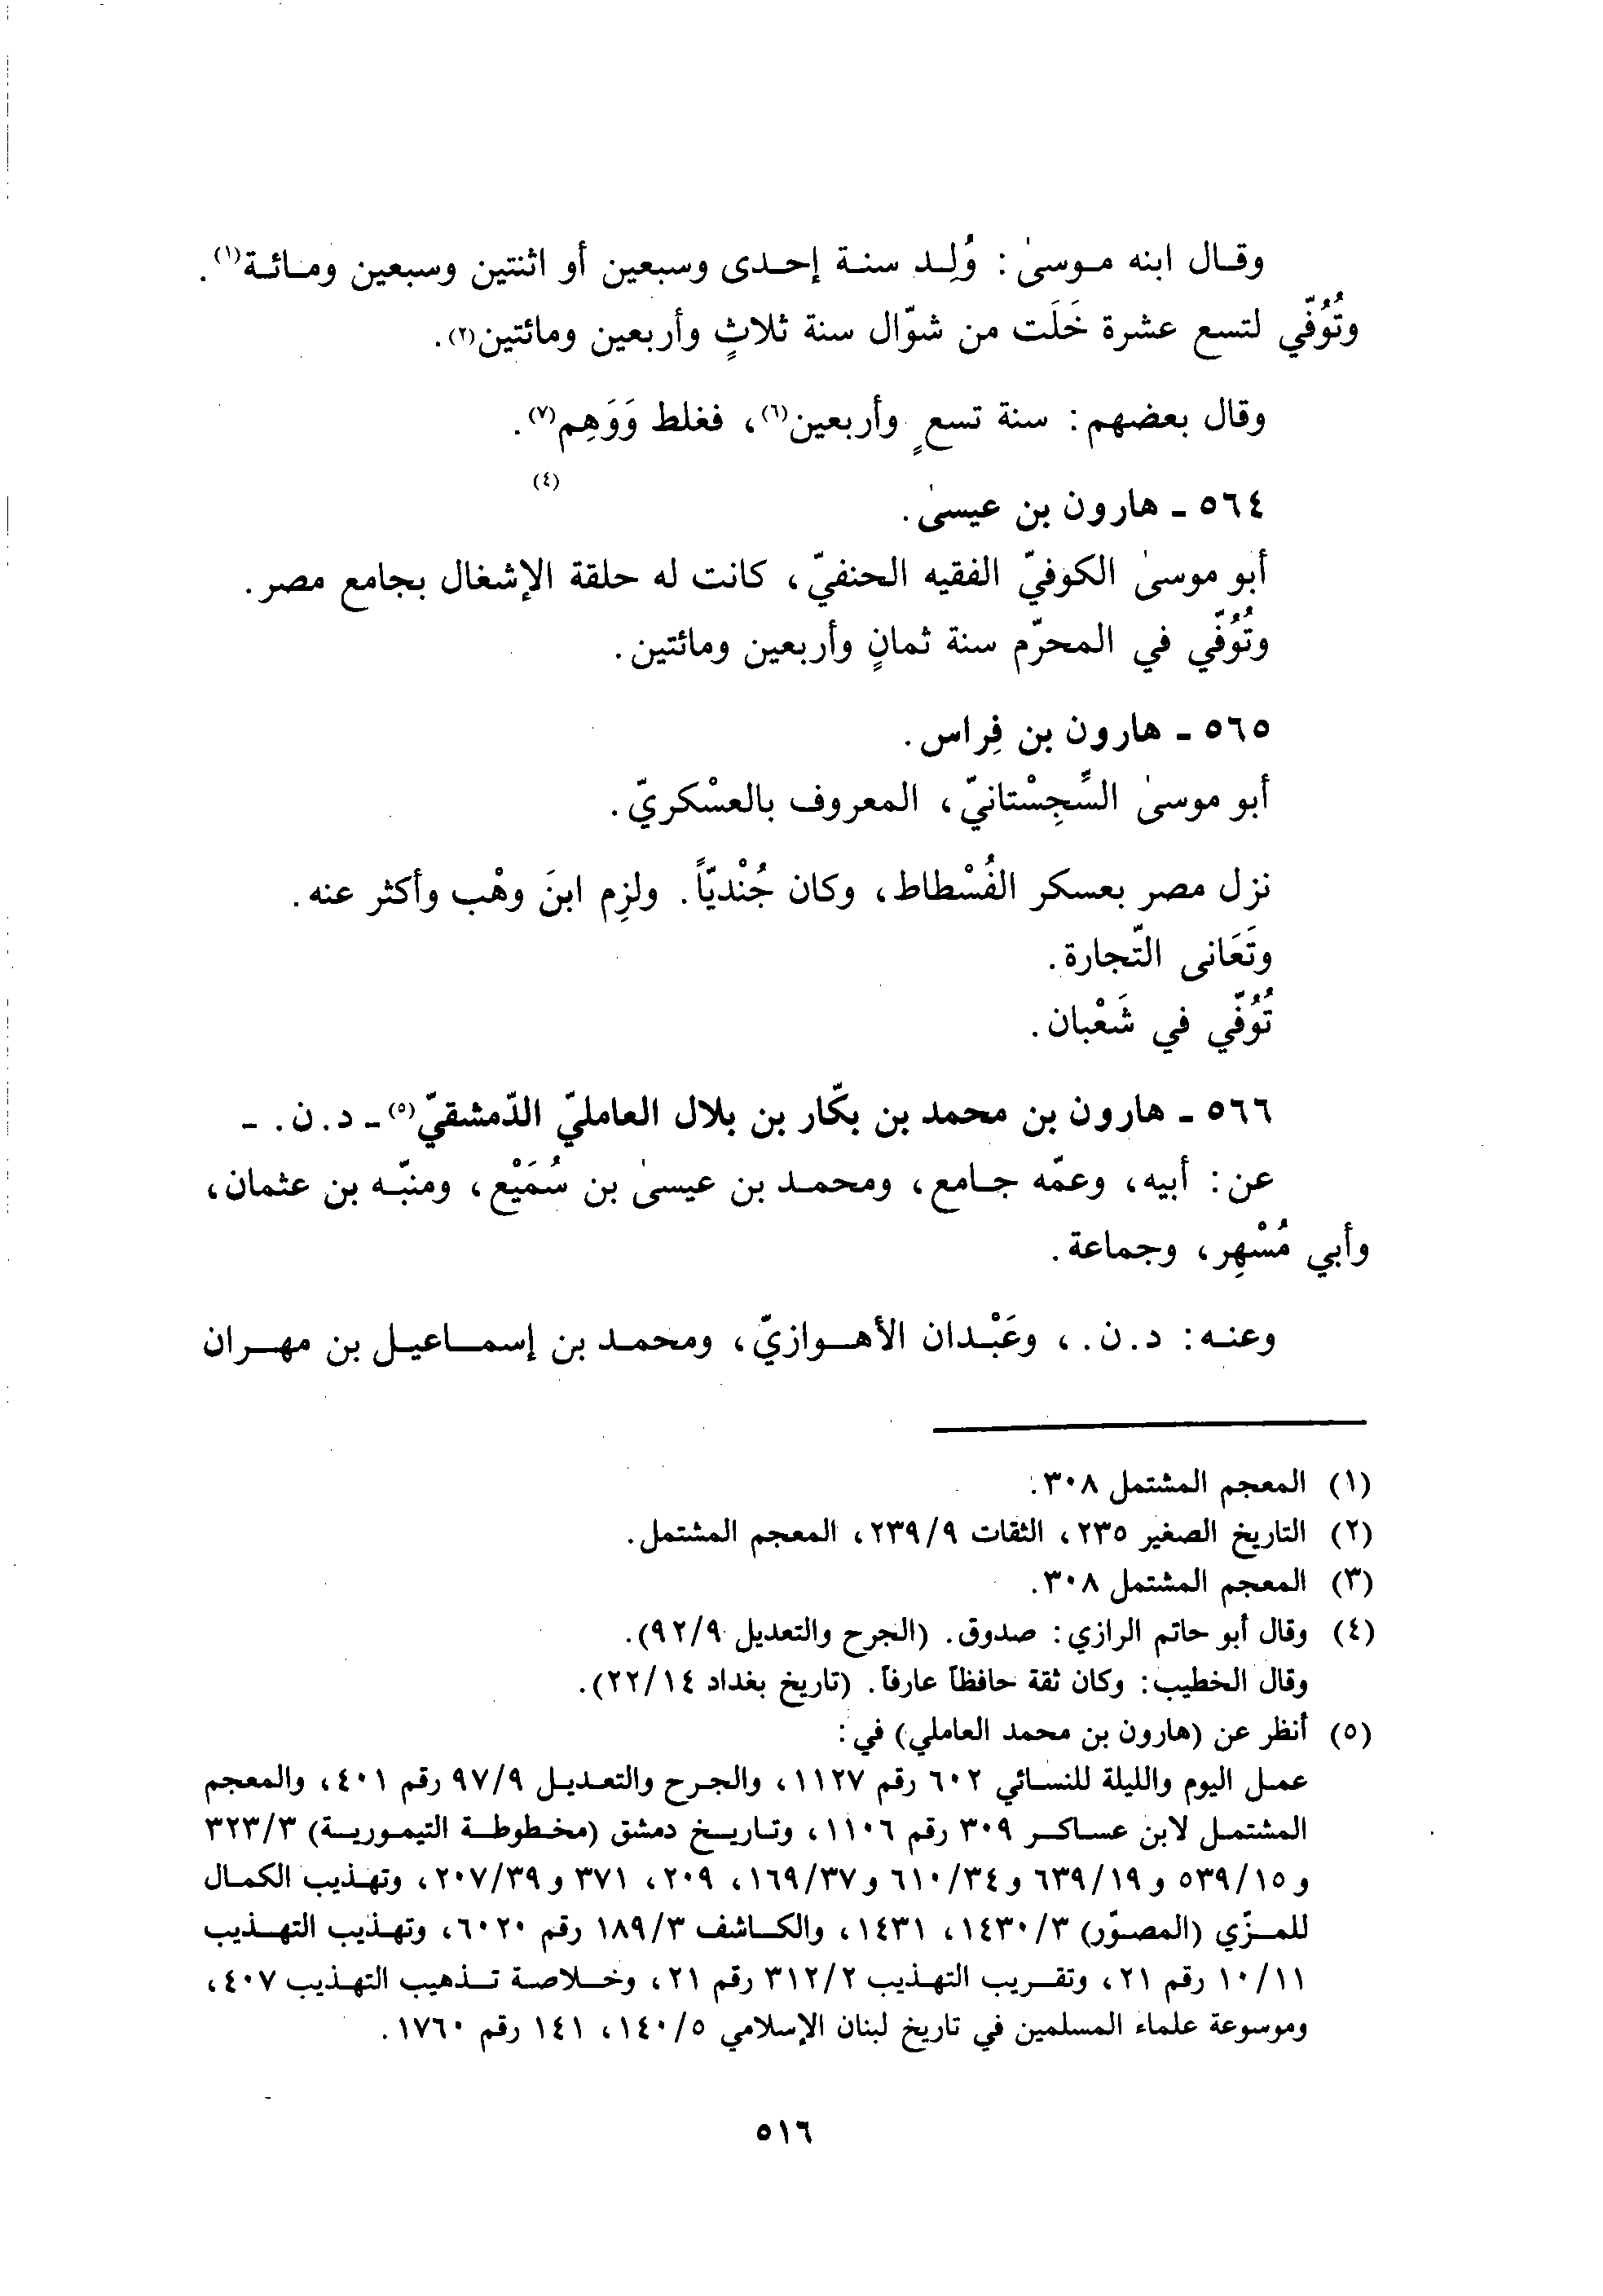 وقال ابنه موسىٰ: وُلِد سنة إحدى وسبعين أو اثنتين وسبعين ومائة(١).
وتُوُفّي لتسع عشرة خَلَت من شوّال سنة ثلاثٍ وأربعين ومائتين(٢).
وقال بعضهم: سنة تسعٍ وأربعين(٦)، فغلط وَوَهِم(٧).
٥٦٤ - هارون بن عيسىٰ.(٤)
أبو موسىٰ الكوفيّ الفقيه الحنفيّ، كانت له حلقة الإشغال بجامع مصر.
وتُوُفّي في المحرّم سنة ثمانٍ وأربعين ومائتين.
٥٦٥ - هارون بن فِراس.
أبو موسىٰ السِّجِسْتانيّ، المعروف بالعسْكريّ.
نزل مصر بعسكر الفُسْطاط، وكان جُنْديّاً. ولزِم ابنَ وهْب وأكثر عنه.
وتَعَانى التّجارة.
تُوُفّي في شَعْبان.
٥٦٦ - هارون بن محمد بن بكّار بن بلال العامليّ الدّمشقيّ(٥) - د. ن. -
عن: أبيه، وعمّه جامع، ومحمد بن عيسىٰ بن سُمَيْع، ومنبّه بن عثمان،
وأبي مُسْهِر، وجماعة.
وعنه: د. ن.، وعَبْدان الأهوازيّ، ومحمد بن إسماعيل بن مهران
(١) المعجم المشتمل ٣٠٨.
(٢) التاريخ الصغير ٢٣٥، الثقات ٢٣٩/٩، المعجم المشتمل.
(٣) المعجم المشتمل ٣٠٨.
(٤) وقال أبو حاتم الرازي: صدوق. (الجرح والتعديل ٩٢/٩).
وقال الخطيب: وكان ثقة حافظاً عارفاً. (تاريخ بغداد ٢٢/١٤).
(٥) أنظر عن (هارون بن محمد العاملي) في:
عمل اليوم والليلة للنسائي ٦٠٢ رقم ١١٢٧، والجرح والتعديل ٩٧/٩ رقم ٤٠١، والمعجم
المشتمل لابن عساكر ٣٠٩ رقم ١١٠٦، وتاريخ دمشق (مخطوطة التيمورية) ٣٢٣/٣
و ٥٣٩/١٥ و ٦٣٩/١٩ و ٦١٠/٣٤ و ١٦٩/٣٧، ٢٠٩، ٣٧١ و ٢٠٧/٣٩، وتهذيب الكمال
للمزّي (المصوّر) ١٤٣٠/٣، ١٤٣١، والكاشف ١٨٩/٣ رقم ٦٠٢٠، وتهذيب التهذيب
١٠/١١ رقم ٢١، وتقريب التهذيب ٣١٢/٢ رقم ٢١، وخلاصة تذهيب التهذيب ٤٠٧،
وموسوعة علماء المسلمين في تاريخ لبنان الإسلامي ١٤٠/٥، ١٤١ رقم ١٧٦٠.
٥١٦